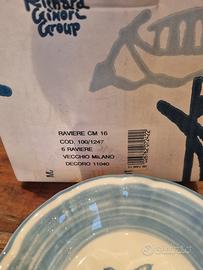 Richard
Ginori
Group
RAVIERE CM 16
COD. 100/1247
6 RAVIERE
VECCHIO MILANO
DECORO 11040